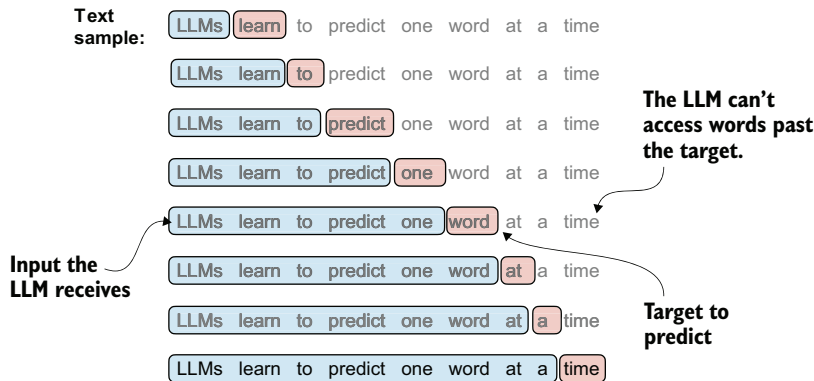 Text
sample:
LLMs learn to predict one word at a time
LLMs learn to predict one word at a time
LLMs learn to predict one word at a time
LLMs learn to predict one word at a time
LLMs learn to predict one word at a time
LLMs learn to predict one word at a time
LLMs learn to predict one word at a time
LLMs learn to predict one word at a time
The LLM can’t
access words past
the target.
Input the
LLM receives
Target to
predict